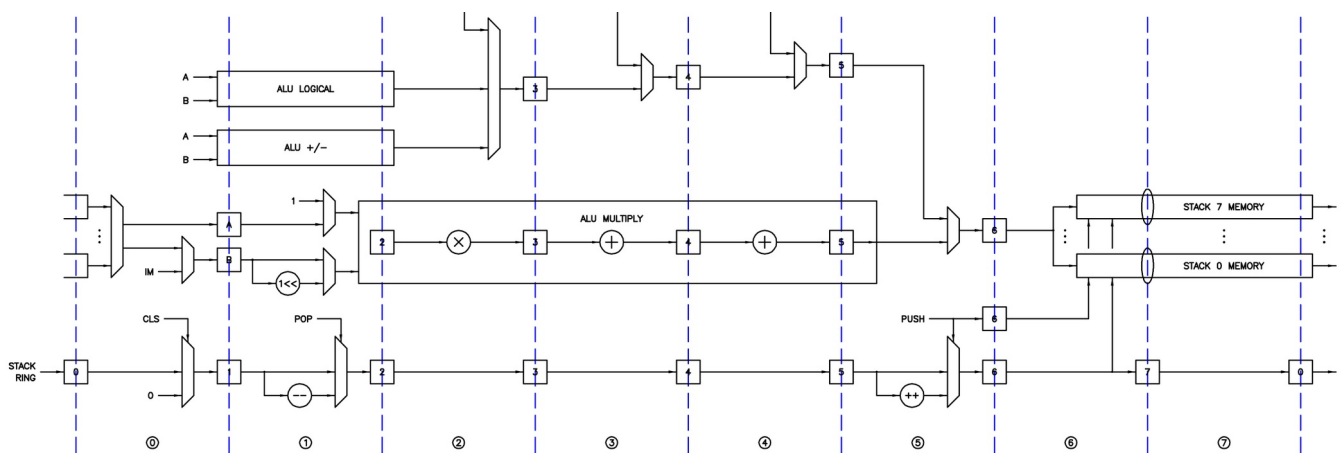 A
B
ALU LOGICAL
3
4
5
A
B
ALU +/-
1
ALU MULTIPLY
A
2
3
4
5
6
STACK 7 MEMORY
IM
B
1<<
STACK 0 MEMORY
CLS
POP
PUSH
6
STACK
RING
0
1
2
3
4
5
6
7
0
0
--
++
0
1
2
3
4
5
6
7